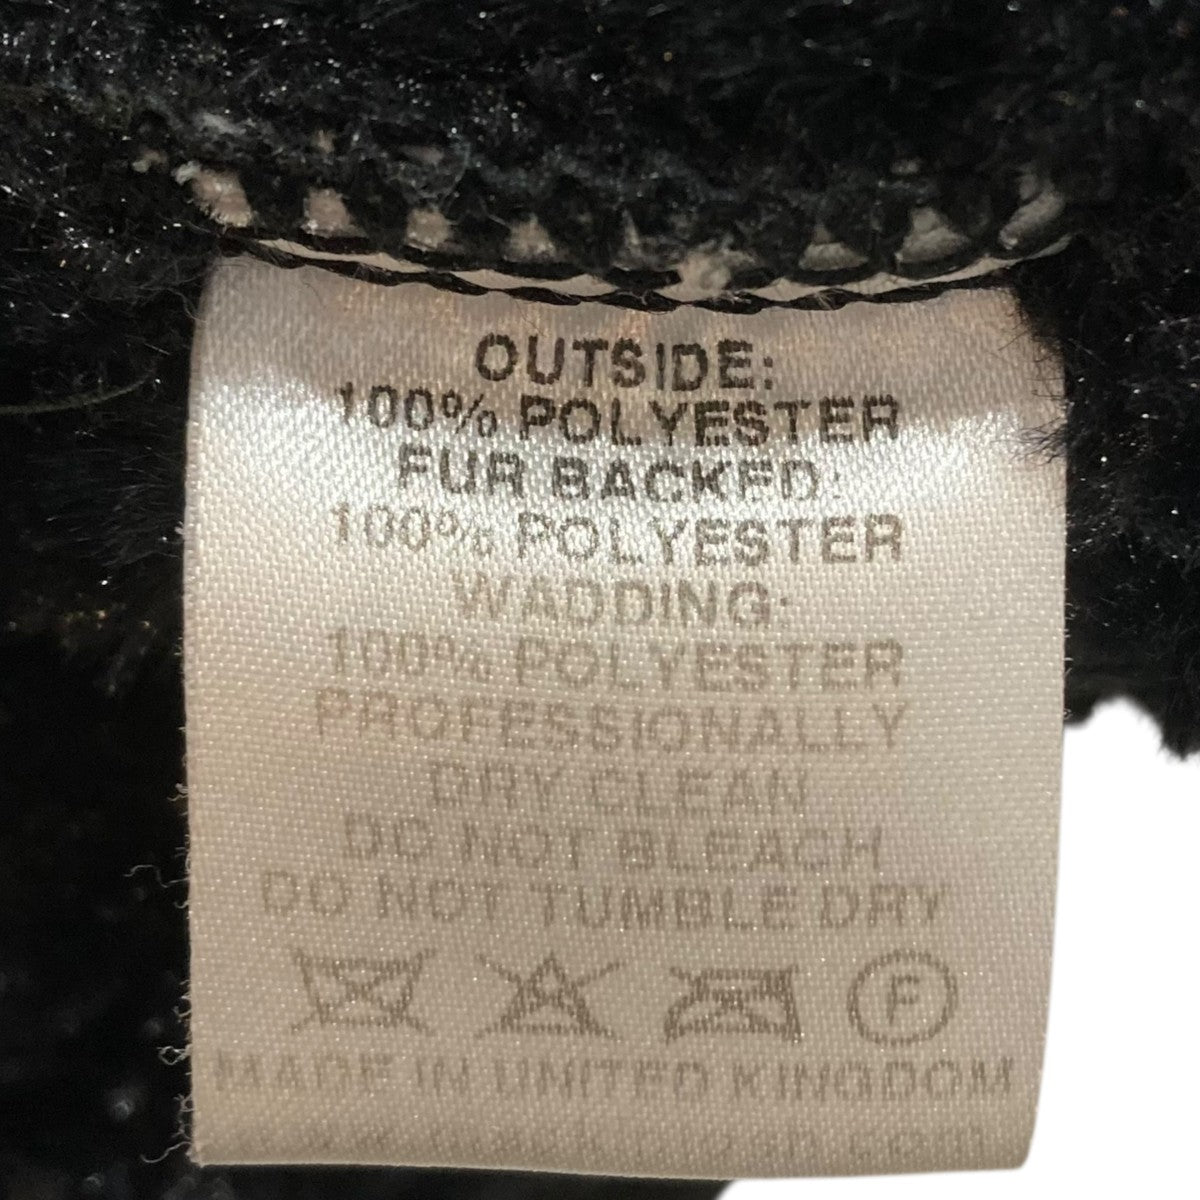 OUTSIDE:
100% POLYESTER
FUR BACKED:
100% POLYESTER
WADDING:
100% POLYESTER
PROFESSIONALLY
DRY CLEAN
DO NOT BLEACH
DO NOT TUMBLE DRY
F
MADE IN UNITED KINGDOM